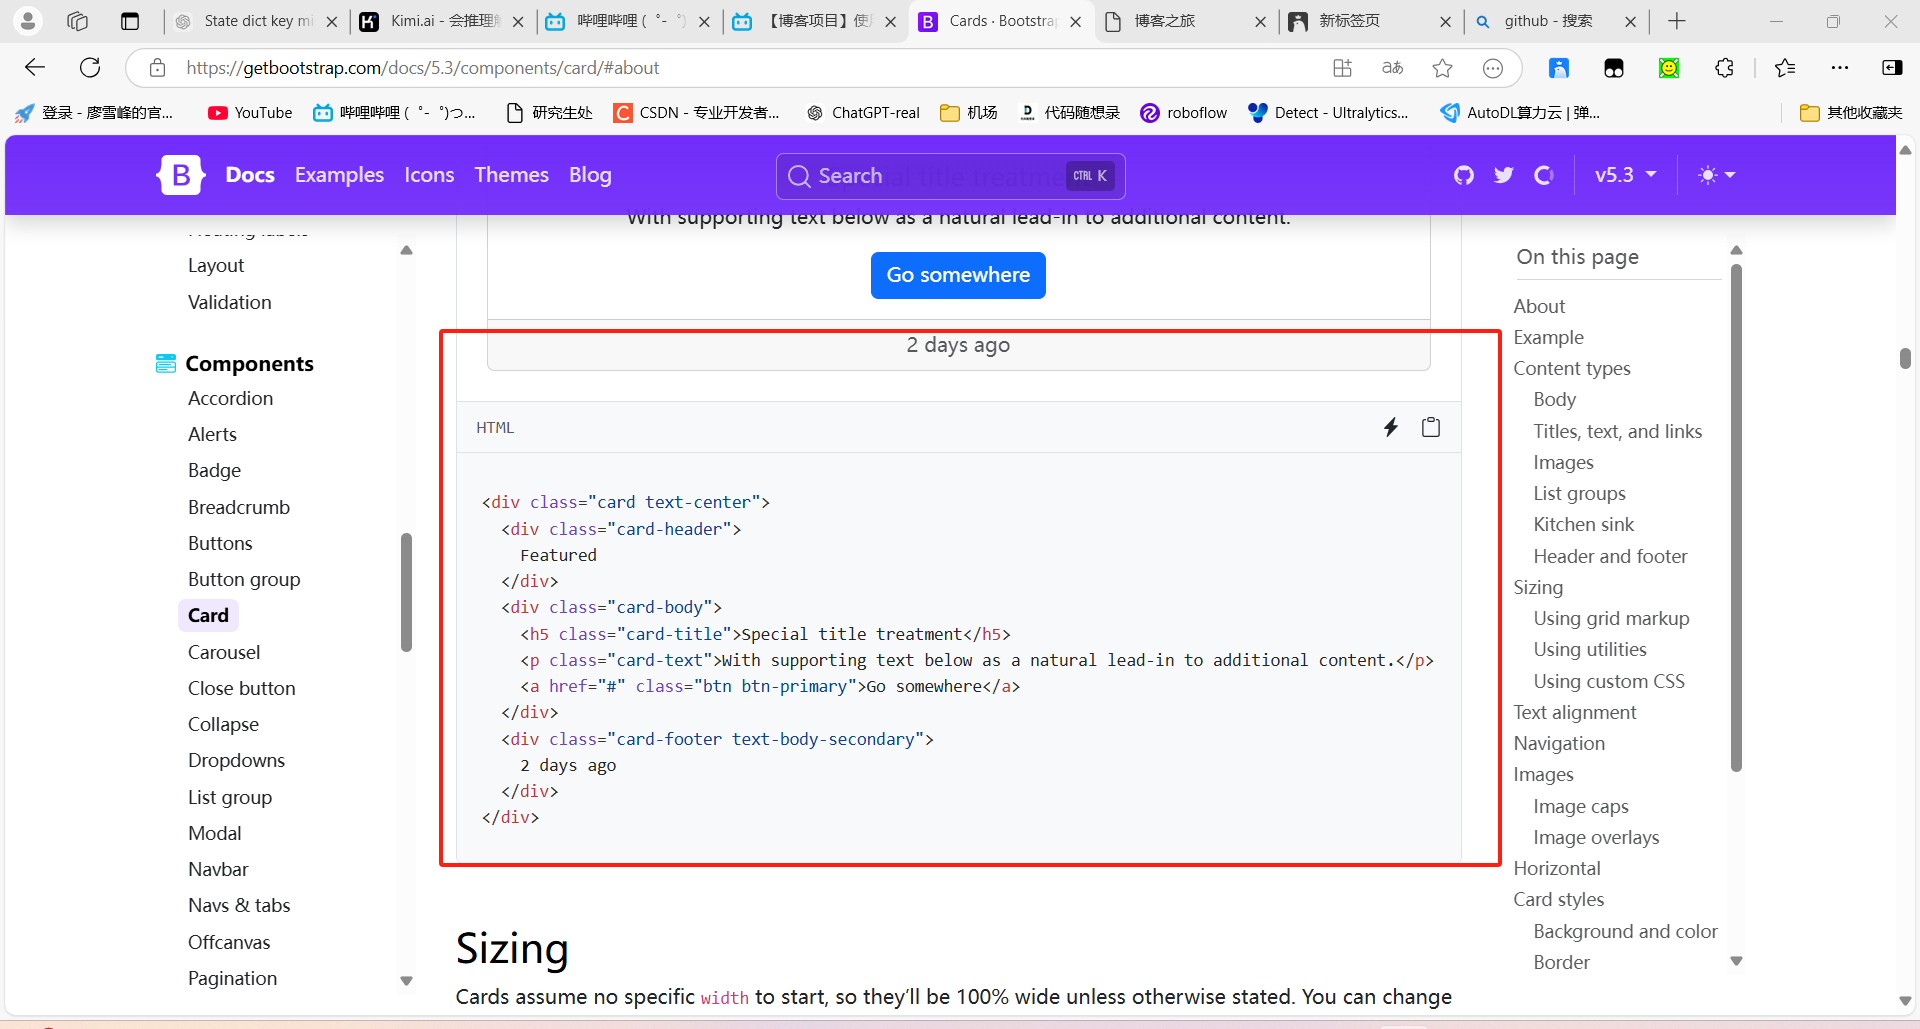 State dict key mi
Kimi.ai - 会推理解
哔哩哔哩 (゜-゜)
【博客项目】使用
Cards · Bootstrap
博客之旅
新标签页
github - 搜索
https://getbootstrap.com/docs/5.3/components/card/#about
登录 - 廖雪峰的官...
YouTube
哔哩哔哩 (゜-゜)つ...
研究生处
CSDN - 专业开发者...
ChatGPT-real
机场
代码随想录
roboflow
Detect - Ultralytics...
AutoDL算力云 | 弹...
其他收藏夹
Docs
Examples
Icons
Themes
Blog
Search
CTRL K
v5.3
Floating labels
Layout
Validation
Components
Accordion
Alerts
Badge
Breadcrumb
Buttons
Button group
Card
Carousel
Close button
Collapse
Dropdowns
List group
Modal
Navbar
Navs & tabs
Offcanvas
Pagination
Special title treatment
With supporting text below as a natural lead-in to additional content.
Go somewhere
2 days ago
HTML
<div class="card text-center">
  <div class="card-header">
    Featured
  </div>
  <div class="card-body">
    <h5 class="card-title">Special title treatment</h5>
    <p class="card-text">With supporting text below as a natural lead-in to additional content.</p>
    <a href="#" class="btn btn-primary">Go somewhere</a>
  </div>
  <div class="card-footer text-body-secondary">
    2 days ago
  </div>
</div>
Sizing
Cards assume no specific width to start, so they’ll be 100% wide unless otherwise stated. You can change
On this page
About
Example
Content types
Body
Titles, text, and links
Images
List groups
Kitchen sink
Header and footer
Sizing
Using grid markup
Using utilities
Using custom CSS
Text alignment
Navigation
Images
Image caps
Image overlays
Horizontal
Card styles
Background and color
Border